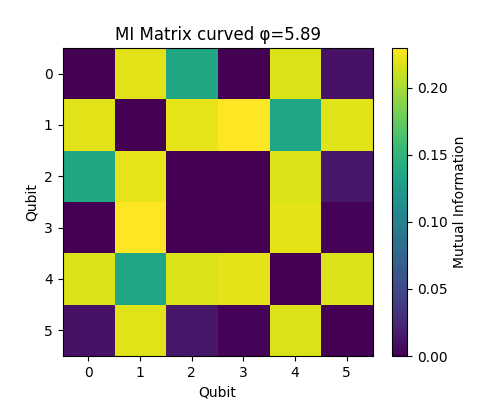 MI Matrix curved φ=5.89
0
1
2
3
4
5
Qubit
0 1 2 3 4 5
Qubit
0.20
0.15
0.10
0.05
0.00
Mutual Information